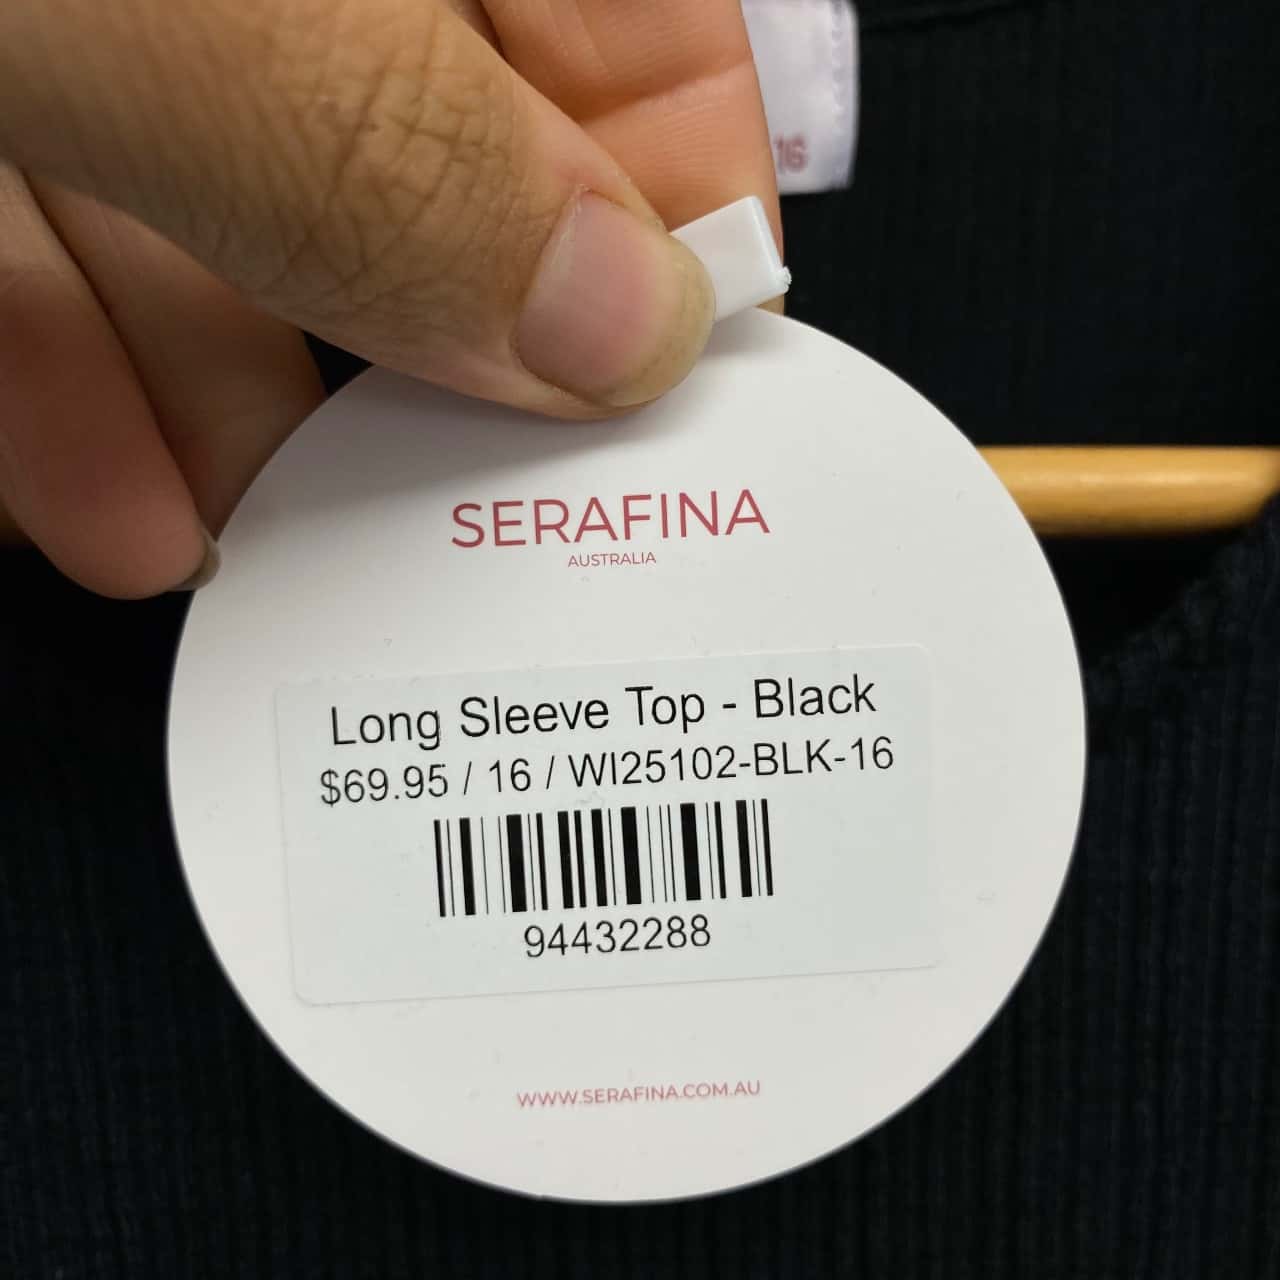 16
SERAFINA
AUSTRALIA
Long Sleeve Top - Black
$69.95 / 16 / WI25102-BLK-16
94432288
WWW.SERAFINA.COM.AU